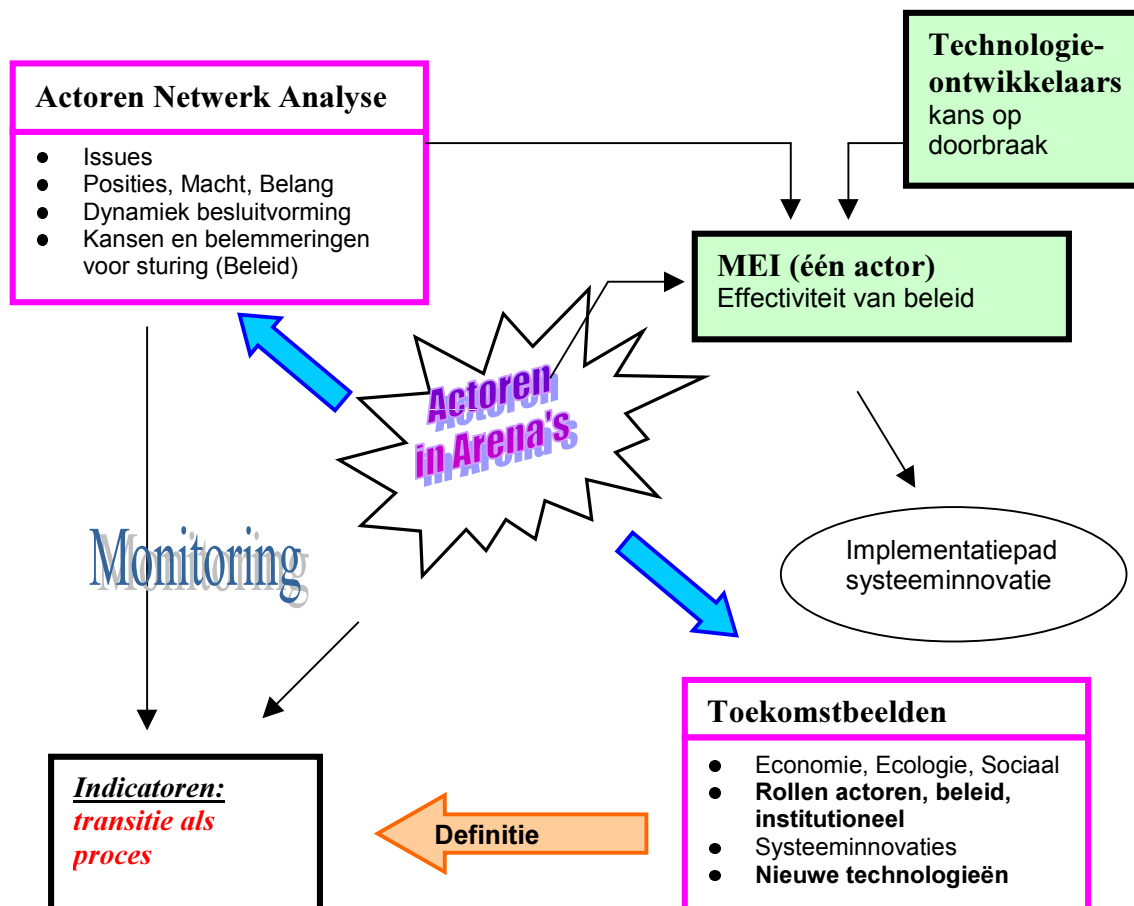 Actoren Netwerk Analyse
● Issues
● Posities, Macht, Belang
● Dynamiek besluitvorming
● Kansen en belemmeringen
voor sturing (Beleid)
Technologie-
ontwikkelaars
kans op
doorbraak
MEI (één actor)
Effectiviteit van beleid
Actoren
in Arena's
Monitoring
Implementatiepad
systeeminnovatie
Indicatoren:
transitie als
proces
Definitie
Toekomstbeelden
● Economie, Ecologie, Sociaal
● Rollen actoren, beleid,
institutioneel
● Systeeminnovaties
● Nieuwe technologieën